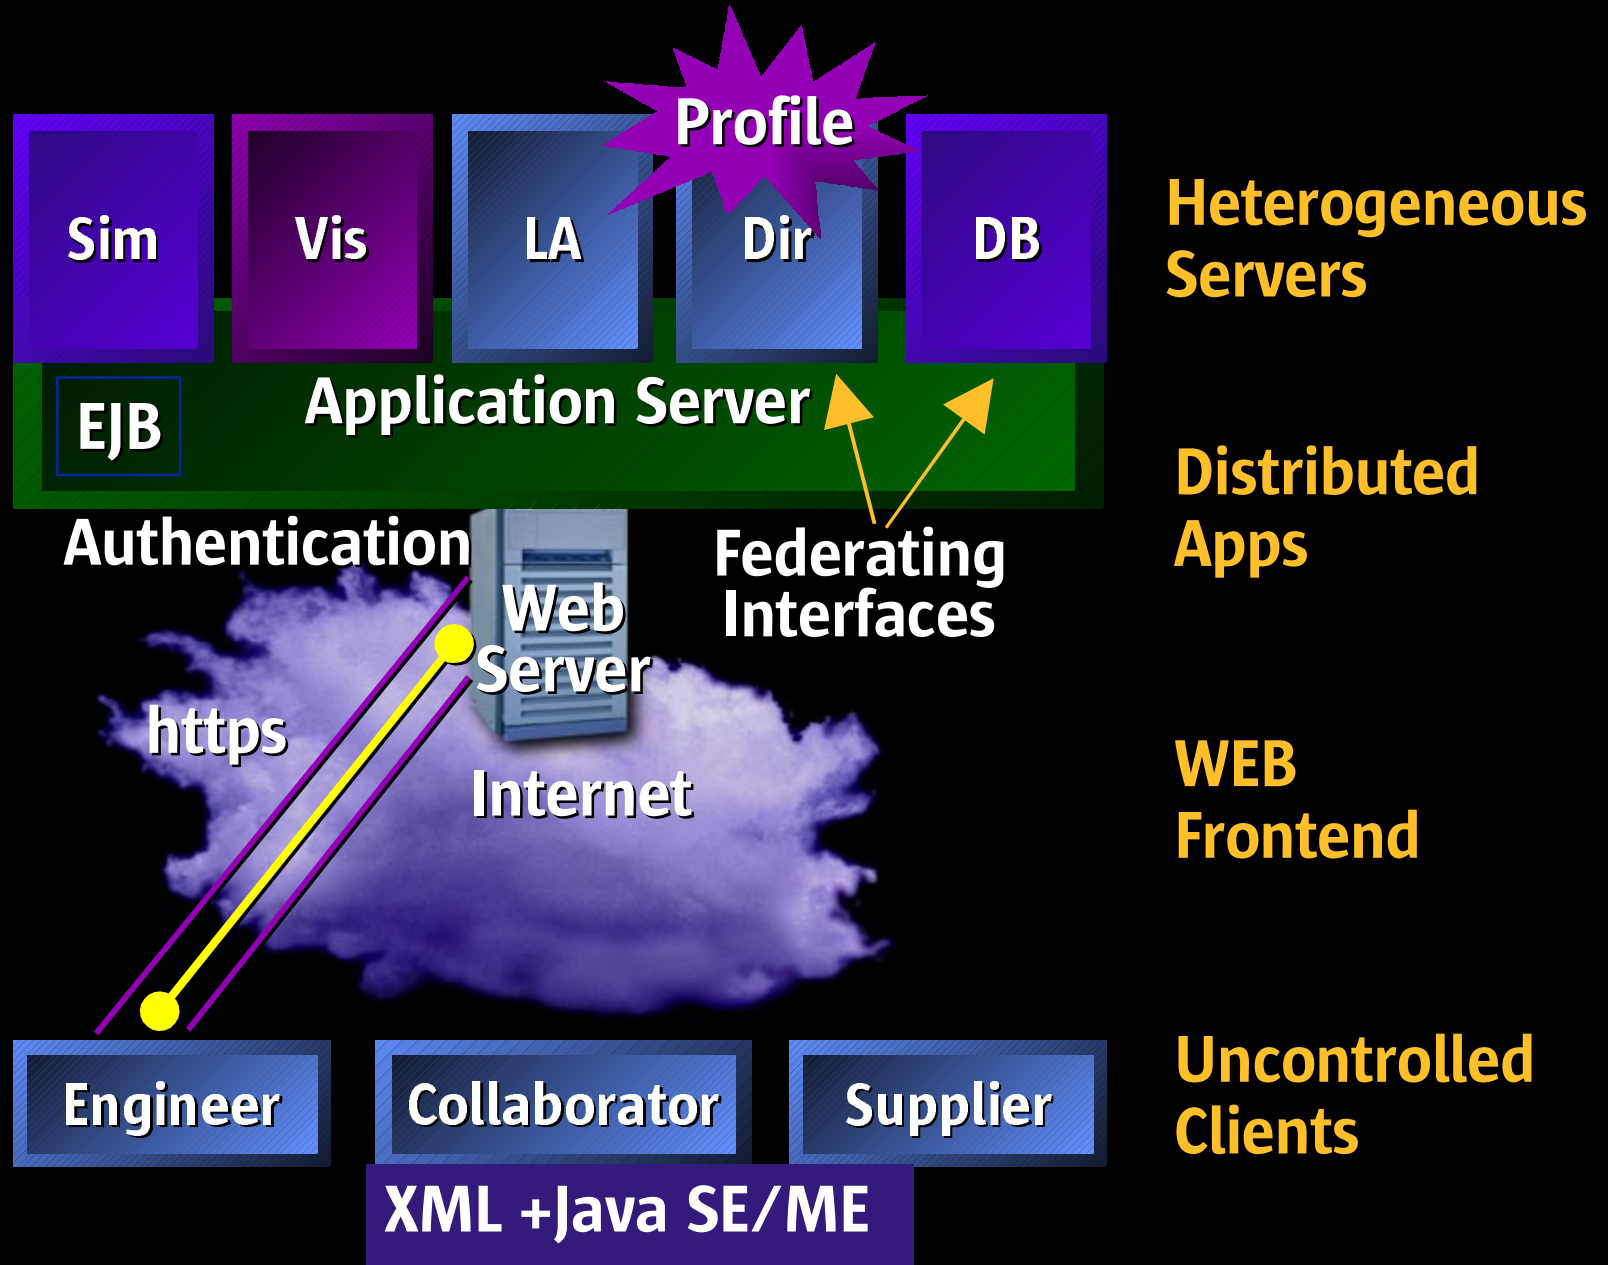 Profile
Sim
Vis
LA
Dir
DB
Heterogeneous
Servers
EJB
Application Server
Distributed
Apps
Authentication
Federating
Interfaces
Web
Server
https
Internet
WEB
Frontend
Engineer
Collaborator
Supplier
Uncontrolled
Clients
XML +Java SE/ME